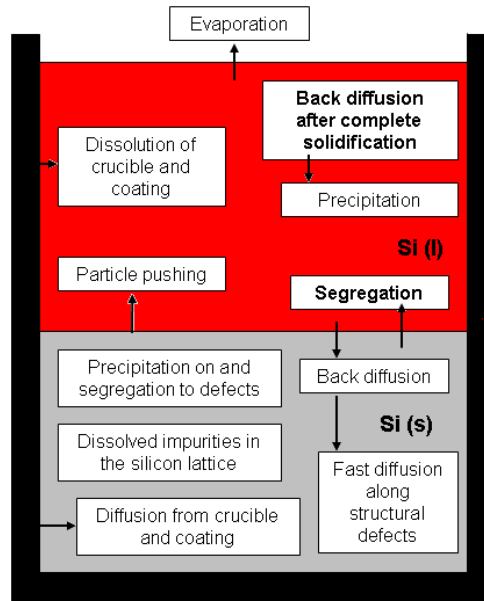 Evaporation
Back diffusion
after complete
solidification
Dissolution of
crucible and
coating
Precipitation
Si (l)
Particle pushing
Segregation
Precipitation on and
segregation to defects
Back diffusion
Si (s)
Dissolved impurities in
the silicon lattice
Fast diffusion
along
structural
defects
Diffusion from crucible
and coating